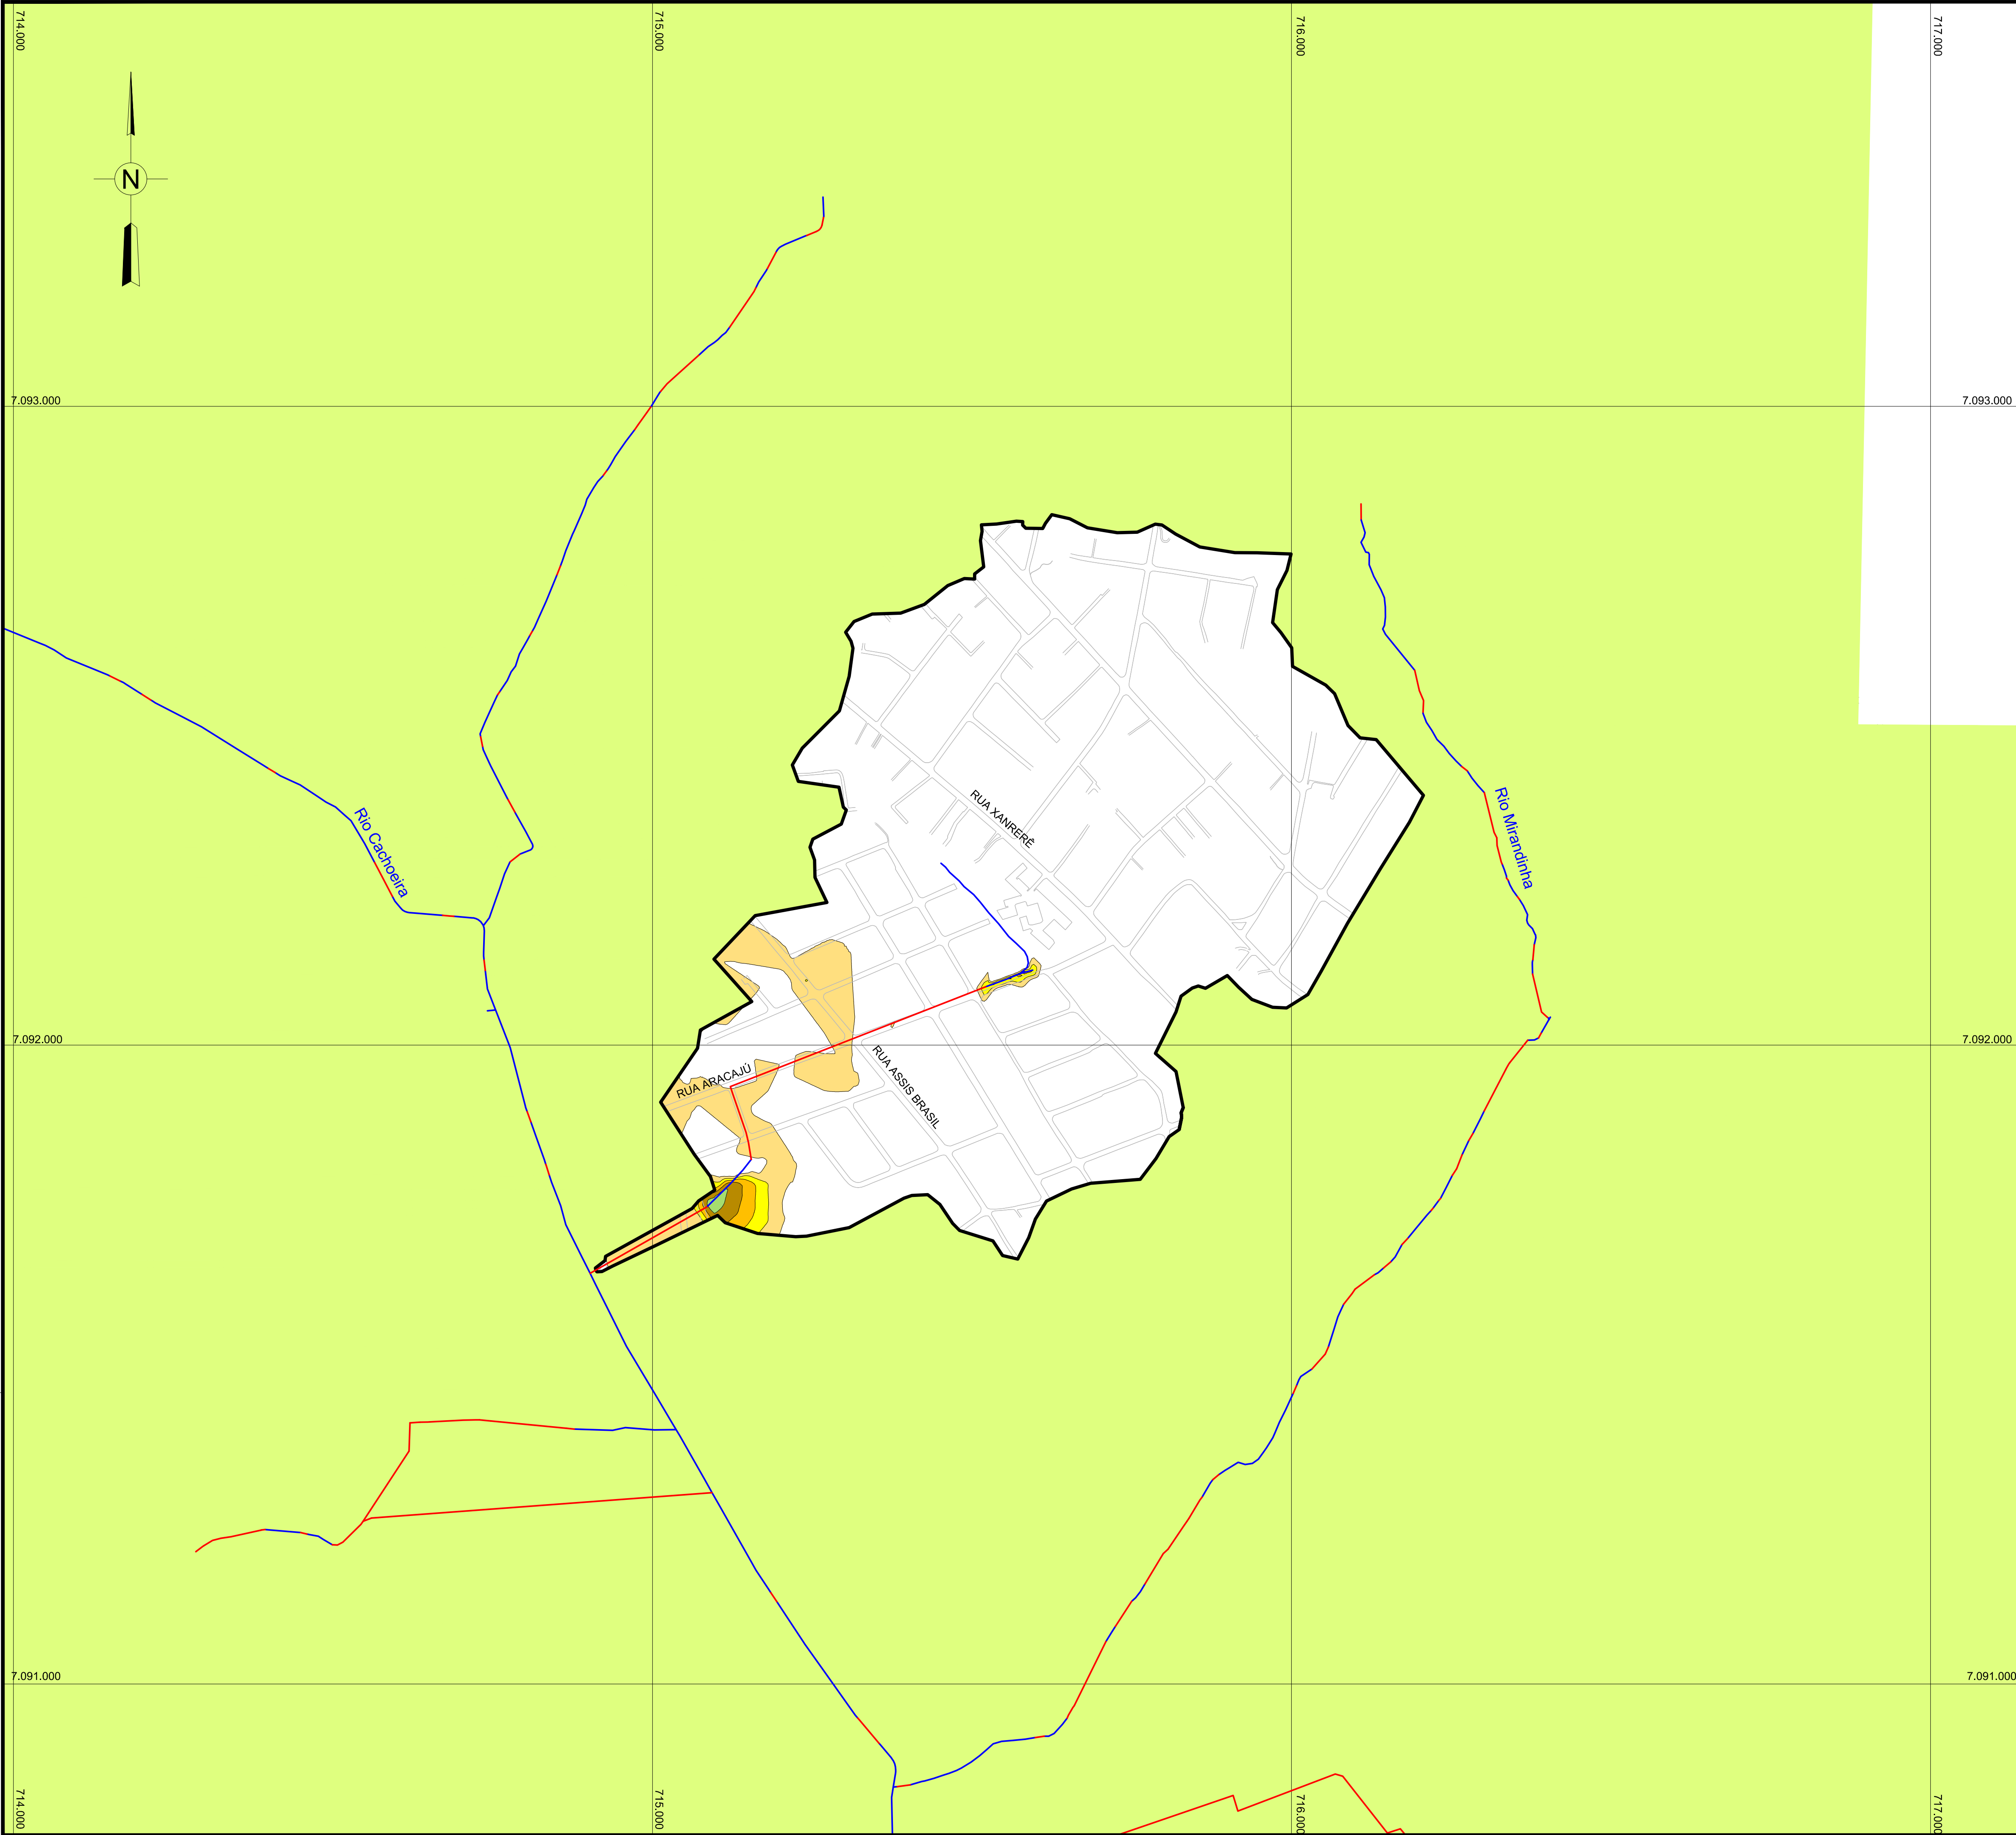 714.000
715.000
716.000
717.000
N
7.093.000
7.093.000
Rio Cachoeira
RUA XANRERÊ
Rio Mirandinha
7.092.000
7.092.000
RUA ARACAJÚ
RUA ASSIS BRASIL
7.091.000
7.091.000
714.000
715.000
716.000
717.000